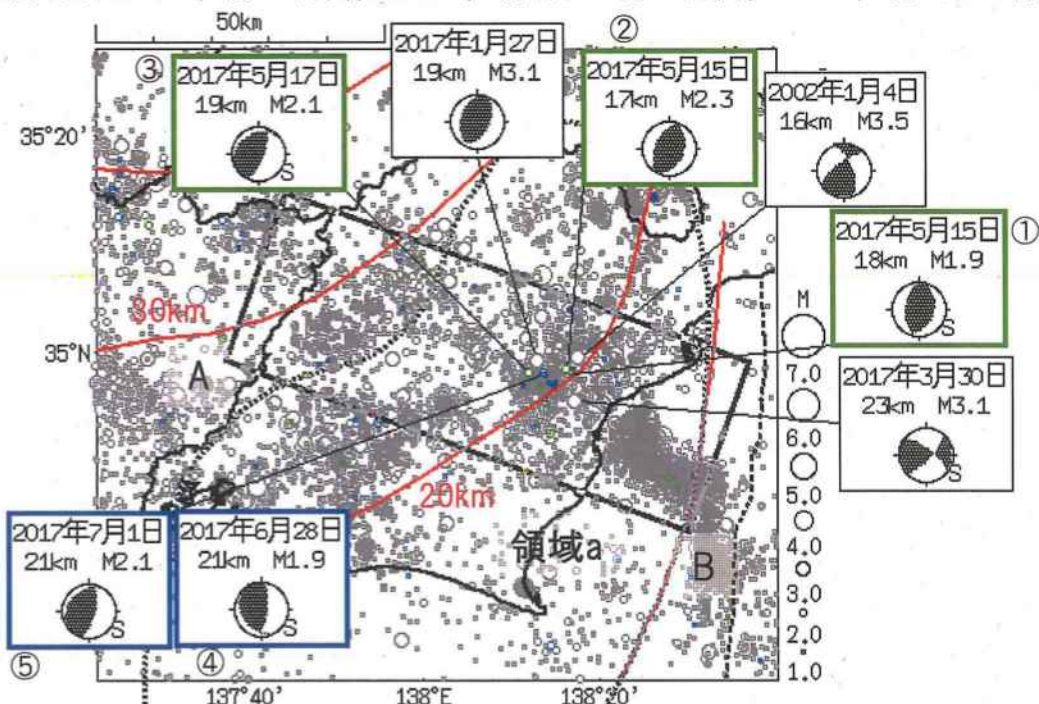 50km
②
③
2017年1月27日
19km M3.1
2017年5月17日
19km M2.1
S
2017年5月15日
17km M2.3
2002年1月4日
16km M3.5
35°20'
2017年5月15日
①
18km M1.9
S
M
30km
35°N
A
7.0
2017年3月30日
23km M3.1
S
6.0
5.0
20km
4.0
2017年7月1日
21km M2.1
S
2017年6月28日
21km M1.9
S
領域a
B
3.0
2.0
⑤
④
1.0
137°40'
138°E
138°20'